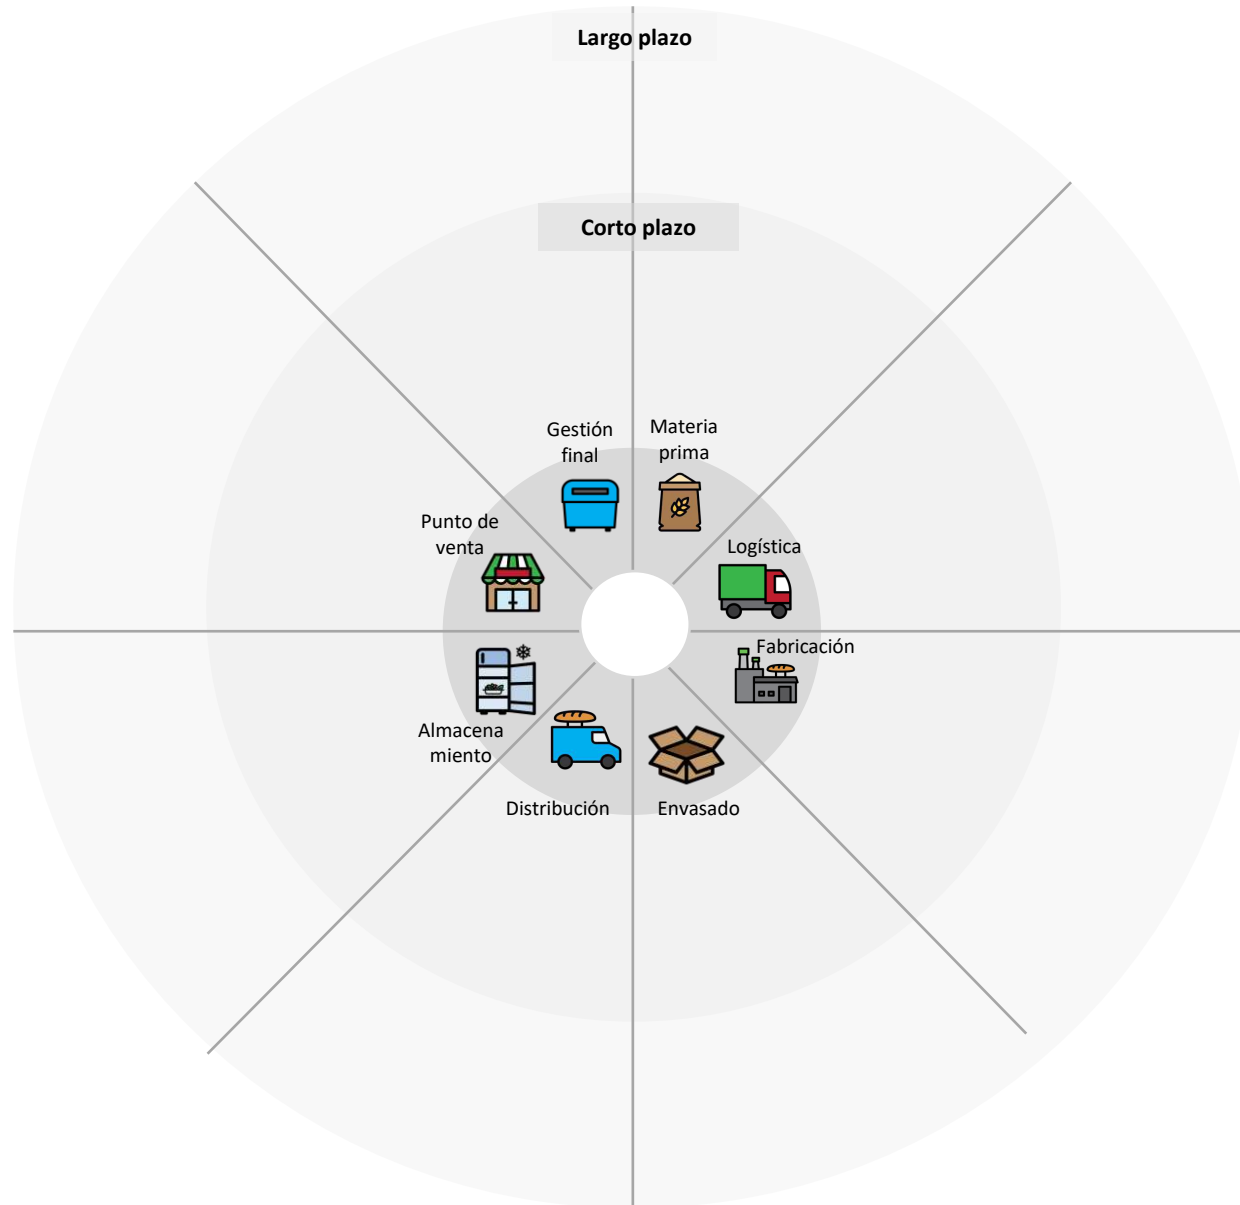 Largo plazo
Corto plazo
Gestión
final
Materia
prima
Punto de
venta
Logística
Fabricación
Almacena
miento
Distribución
Envasado